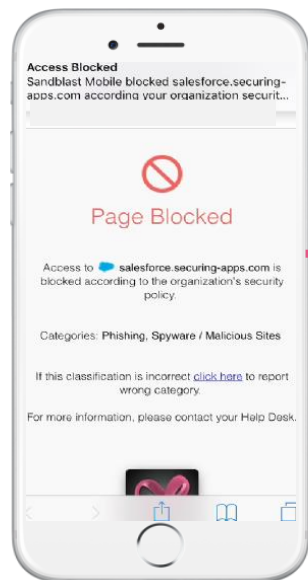 Access Blocked
Sandblast Mobile blocked salesforce.securing-
apps.com according your organization securit...
Page Blocked
Access to salesforce.securing-apps.com is
blocked according to the organization's security
policy.
Categories: Phishing, Spyware / Malicious Sites
If this classification is incorrect click here to report
wrong category.
For more information, please contact your Help Desk.